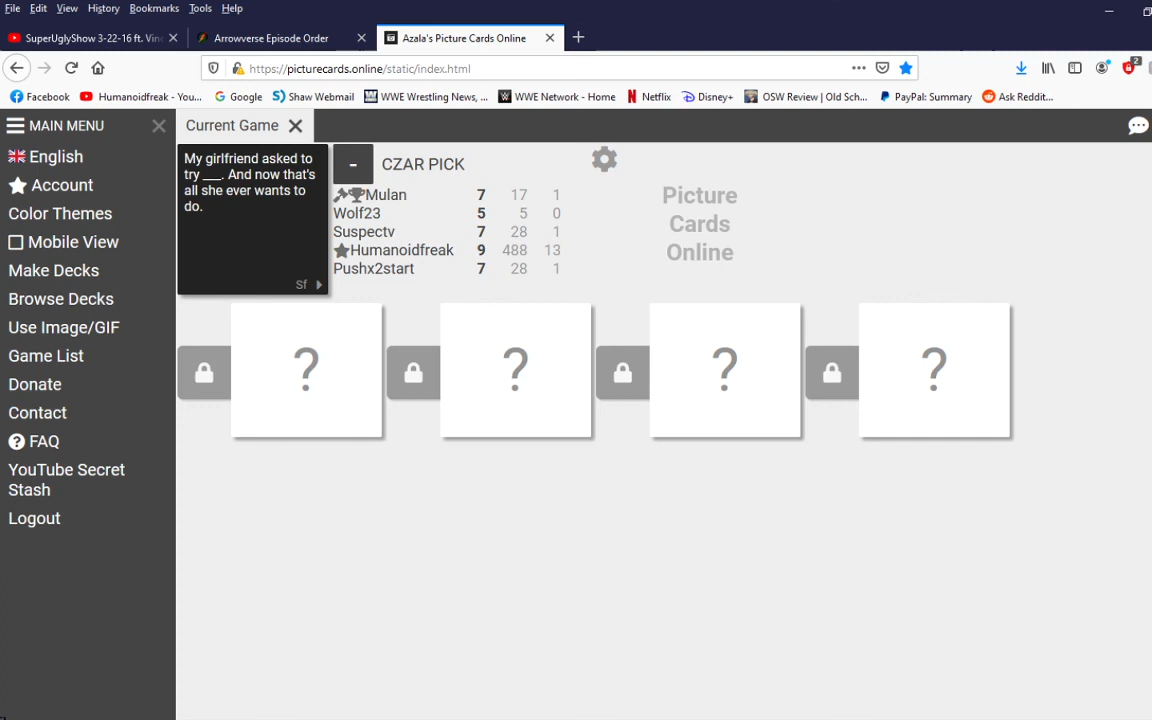 File Edit View History Bookmarks Tools Help
SuperUglyShow 3-22-16 ft. Vin
Arrowverse Episode Order
Azala's Picture Cards Online
https://picturecards.online/static/index.html
2
Facebook
Humanoidfreak - You...
Google
Shaw Webmail
WWE Wrestling News, ...
WWE Network - Home
Netflix
Disney+
OSW Review | Old Sch...
PayPal: Summary
Ask Reddit...
MAIN MENU
Current Game
English
Account
Color Themes
Mobile View
Make Decks
Browse Decks
Use Image/GIF
Game List
Donate
Contact
FAQ
YouTube Secret
Stash
Logout
My girlfriend asked to
try ___. And now that's
all she ever wants to
do.
Sf
- CZAR PICK
Mulan 7 17 1
Wolf23 5 5 0
Suspectv 7 28 1
Humanoidfreak 9 488 13
Pushx2start 7 28 1
Picture
Cards
Online
? ? ? ?